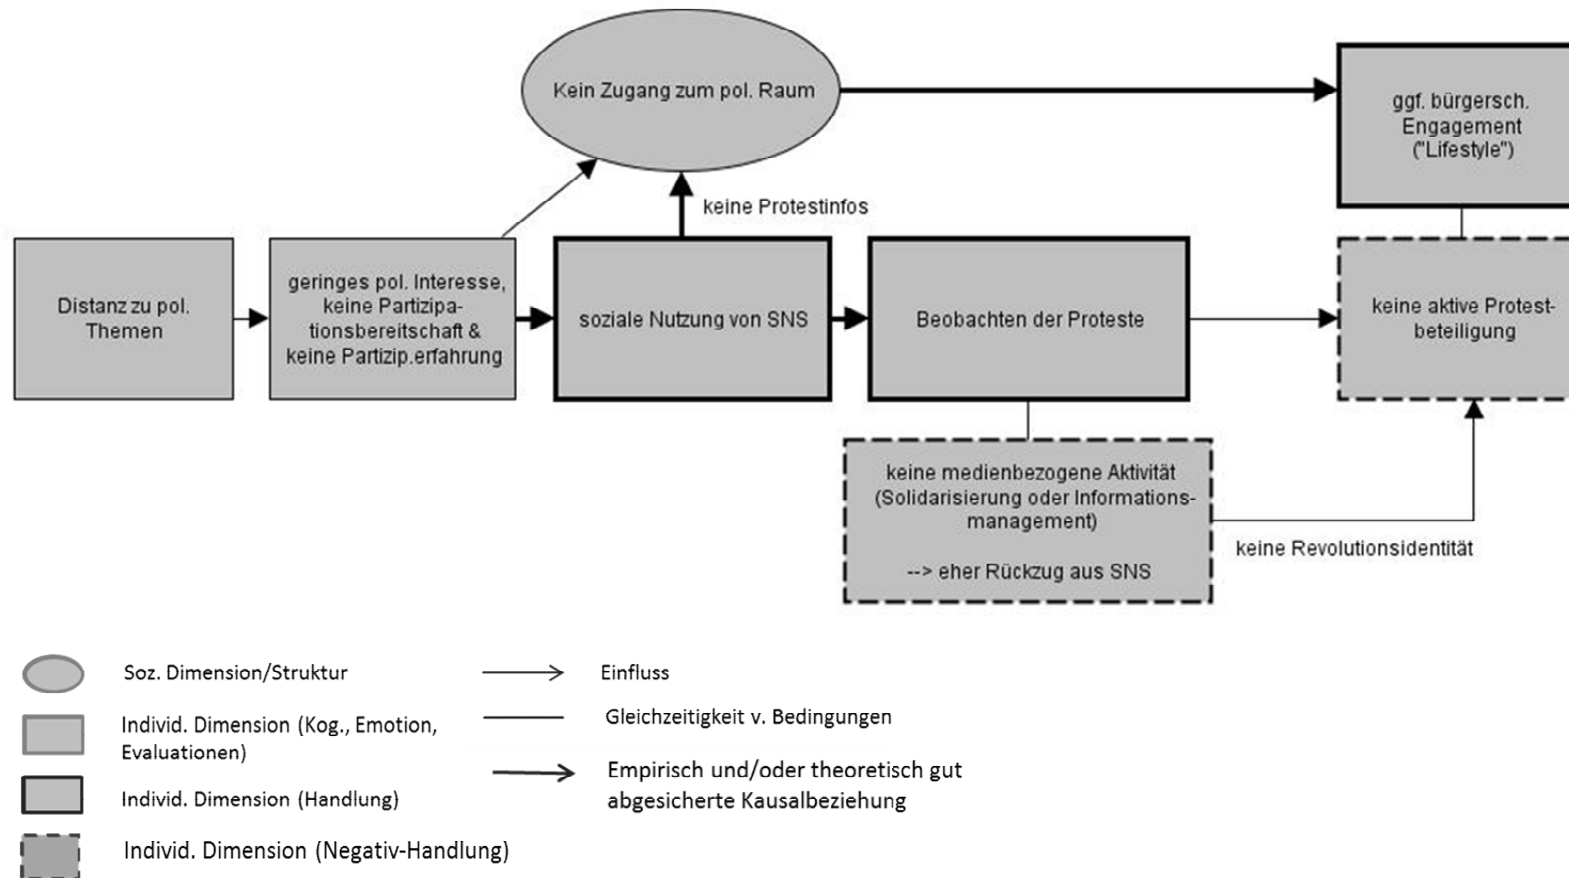 Kein Zugang zum pol. Raum
ggf. bürgersch.
Engagement
("Lifestyle")
keine Protestinfos
Distanz zu pol.
Themen
geringes pol. Interesse,
keine Partizipa-
tionsbereitschaft &
keine Partizip.erfahrung
soziale Nutzung von SNS
Beobachten der Proteste
keine aktive Protest-
beteiligung
keine medienbezogene Aktivität
(Solidarisierung oder Informations-
management)
--> eher Rückzug aus SNS
keine Revolutionsidentität
Soz. Dimension/Struktur
Individ. Dimension (Kog., Emotion,
Evaluationen)
Individ. Dimension (Handlung)
Individ. Dimension (Negativ-Handlung)
Einfluss
Gleichzeitigkeit v. Bedingungen
Empirisch und/oder theoretisch gut
abgesicherte Kausalbeziehung